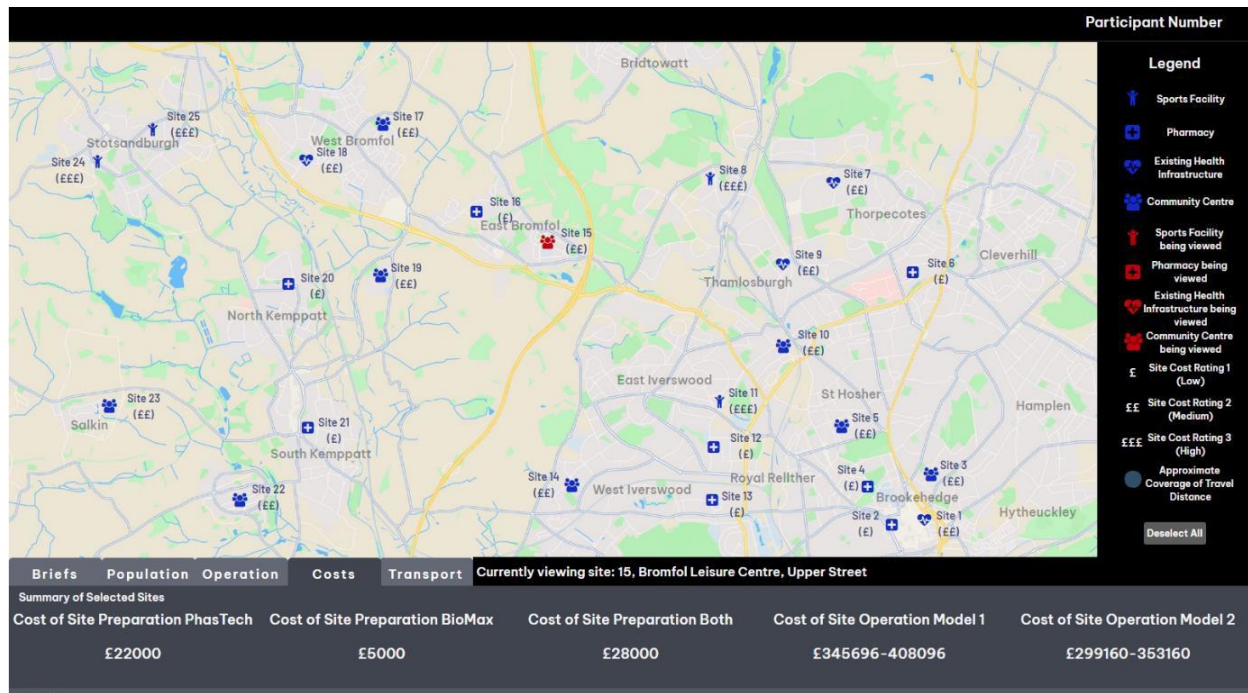 Participant Number
Bridtowatt
Legend
Sports Facility
Pharmacy
Existing Health
Infrastructure
Community Centre
Sports Facility
being viewed
Pharmacy being
viewed
Existing Health
Infrastructure being
viewed
Community Centre
being viewed
£ Site Cost Rating 1
(Low)
££ Site Cost Rating 2
(Medium)
£££ Site Cost Rating 3
(High)
Approximate
Coverage of Travel
Distance
Deselect All
Site 25
(£££)
Stotsandburgh
Site 24
(£££)
Site 17
(££)
West Bromfol
Site 18
(££)
Site 16
(£)
East Bromfol
Site 15
(££)
Site 8
(£££)
Site 7
(££)
Thorpecotes
Cleverhill
Site 9
(££)
Thamlosburgh
Site 6
(£)
Site 20
(£)
Site 19
(££)
North Kemppatt
Site 10
(££)
East Iverswood
Site 11
(£££)
St Hosher
Hamplen
Site 5
(££)
Site 23
(££)
Salkin
Site 21
(£)
South Kemppatt
Site 12
(£)
Site 22
(££)
Site 14
(££)
West Iverswood
Royal Rellther
Site 13
(£)
Site 4
(£)
Site 3
(££)
Brookehedge
Site 2
(£)
Site 1
(££)
Hytheuckley
Briefs Population Operation Costs Transport Currently viewing site: 15, Bromfol Leisure Centre, Upper Street
Summary of Selected Sites
Cost of Site Preparation PhasTech Cost of Site Preparation BioMax Cost of Site Preparation Both Cost of Site Operation Model 1 Cost of Site Operation Model 2
£22000 £5000 £28000 £345696-408096 £299160-353160